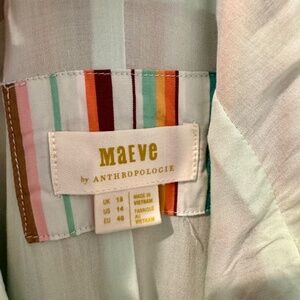 MAEVE
by ANTHROPOLOGIE
UK 18
US 14
EU 46
MADE IN
VIETNAM
FABRIQUÉ
AU
VIETNAM